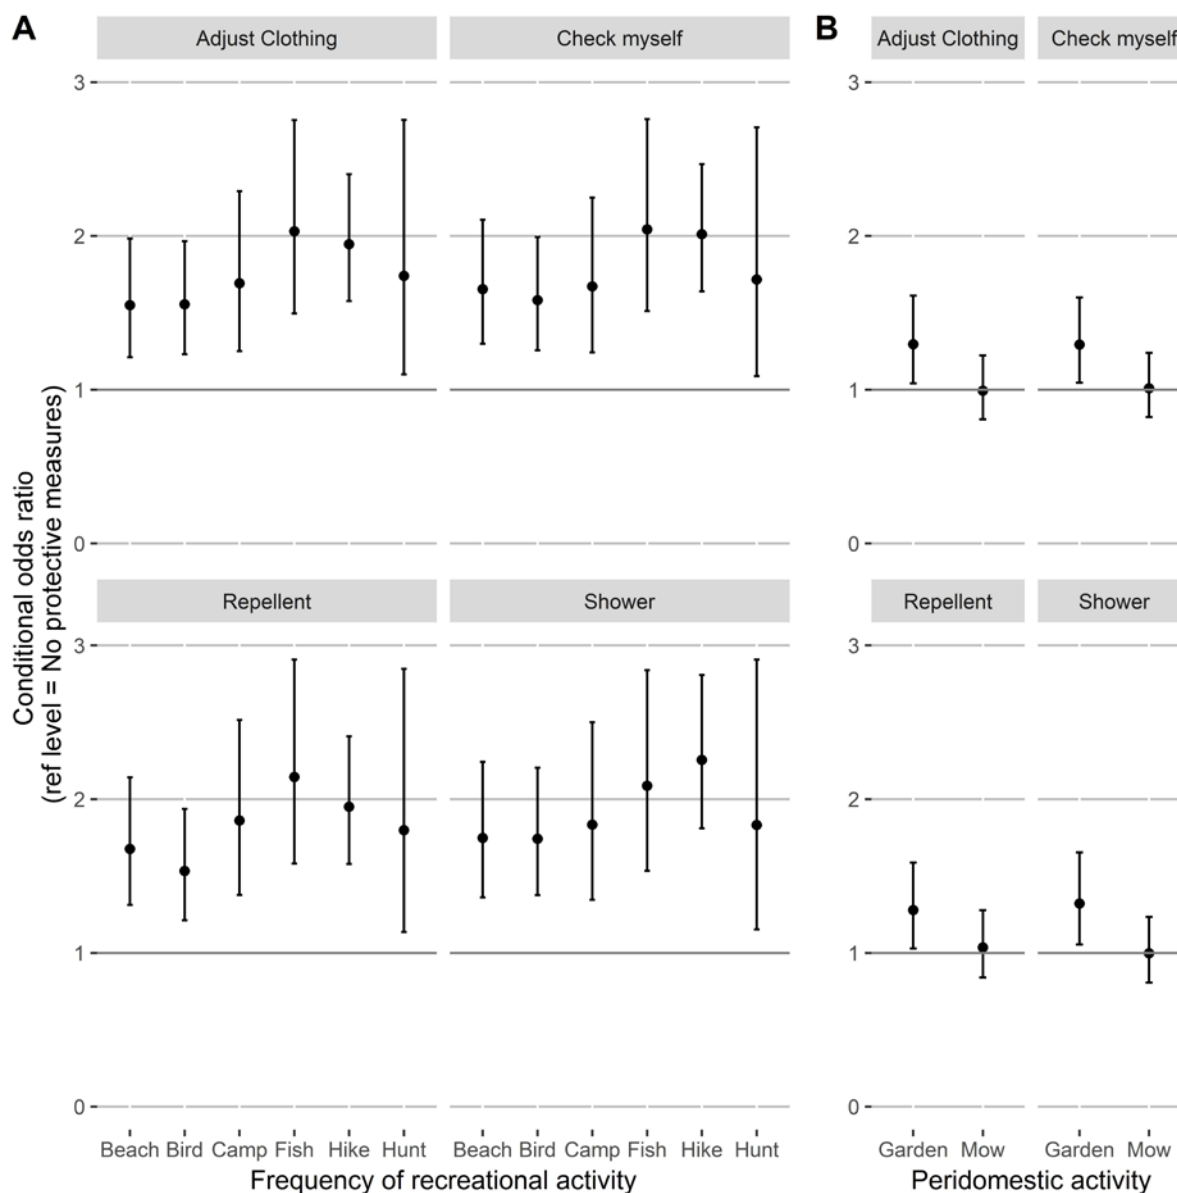 A
B
Adjust Clothing
Check myself
Adjust Clothing
Check myself
3
2
1
0
3
2
1
0
Conditional odds ratio
(ref level = No protective measures)
Repellent
Shower
Repellent
Shower
3
2
1
0
3
2
1
0
Beach Bird Camp Fish Hike Hunt
Beach Bird Camp Fish Hike Hunt
Garden Mow
Garden Mow
Frequency of recreational activity
Peridomestic activity